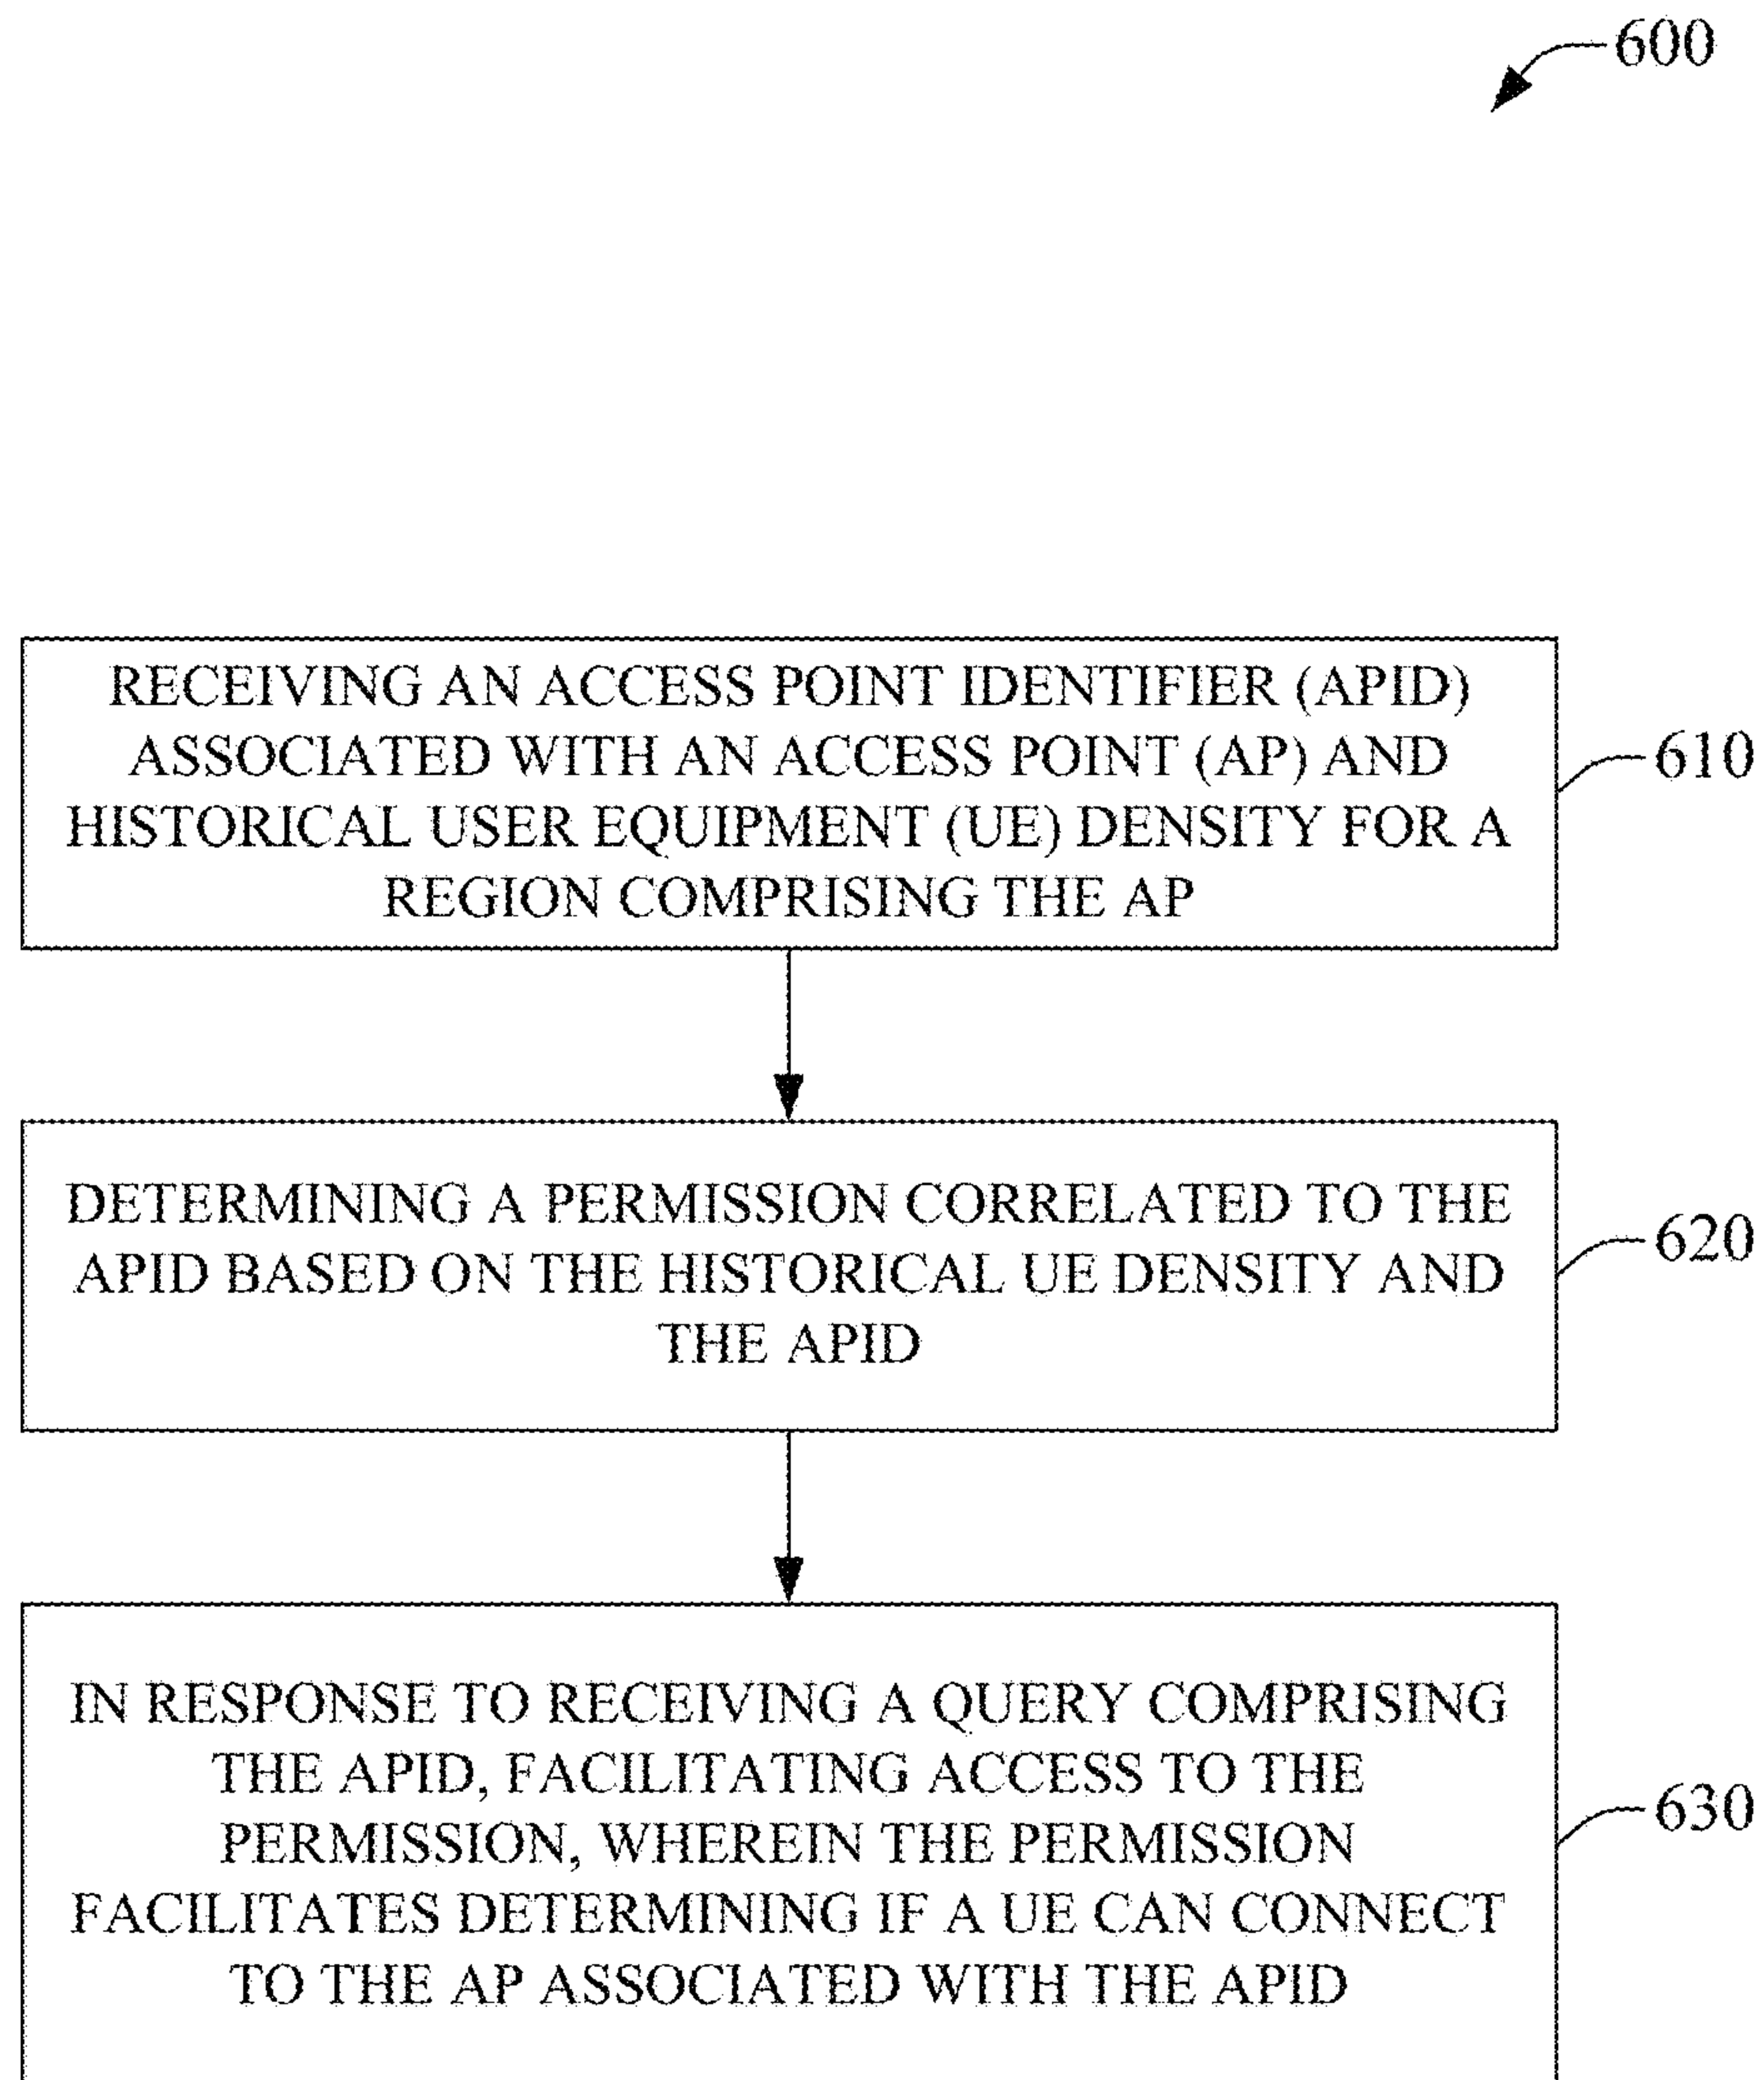 600
RECEIVING AN ACCESS POINT IDENTIFIER (APID)
ASSOCIATED WITH AN ACCESS POINT (AP) AND
HISTORICAL USER EQUIPMENT (UE) DENSITY FOR A
REGION COMPRISING THE AP
610
DETERMINING A PERMISSION CORRELATED TO THE
APID BASED ON THE HISTORICAL UE DENSITY AND
THE APID
620
IN RESPONSE TO RECEIVING A QUERY COMPRISING
THE APID, FACILITATING ACCESS TO THE
PERMISSION, WHEREIN THE PERMISSION
FACILITATES DETERMINING IF A UE CAN CONNECT
TO THE AP ASSOCIATED WITH THE APID
630